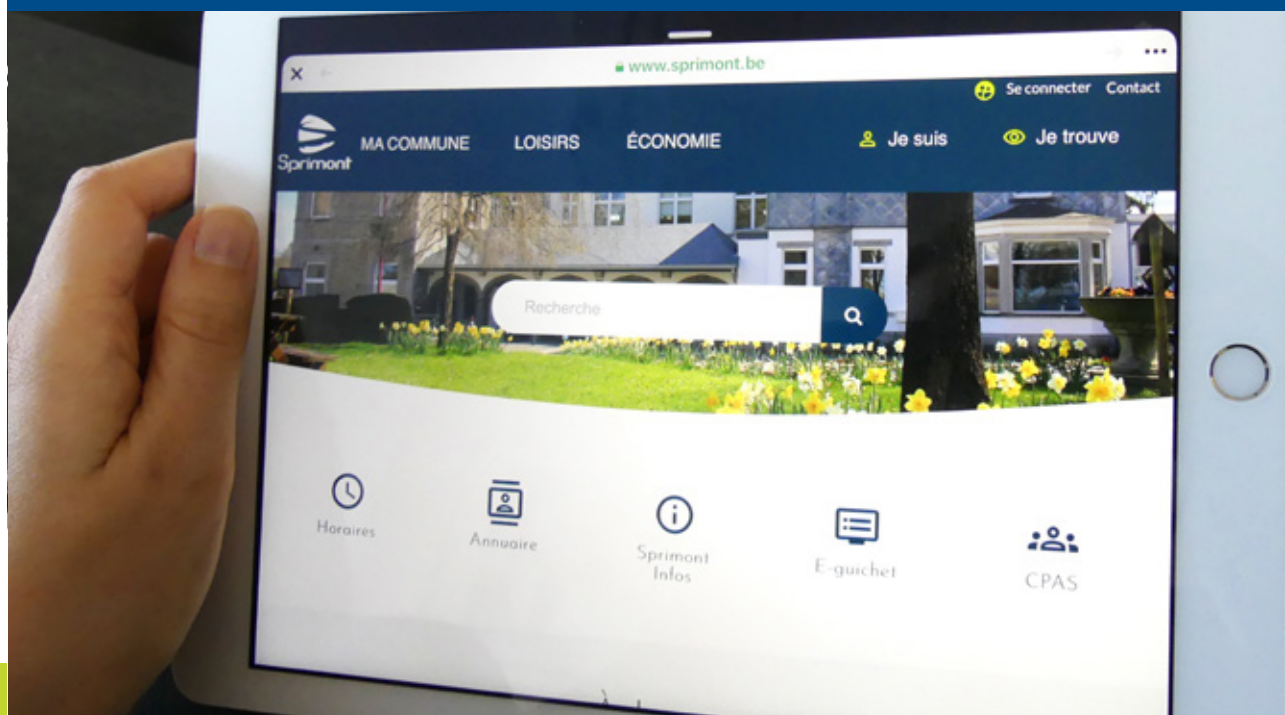 www.sprimont.be
Se connecter Contact
Sprimont
MA COMMUNE LOISIRS ÉCONOMIE Je suis Je trouve
Recherche
Horaires
Annuaire
Sprimont
Infos
E-guichet
CPAS